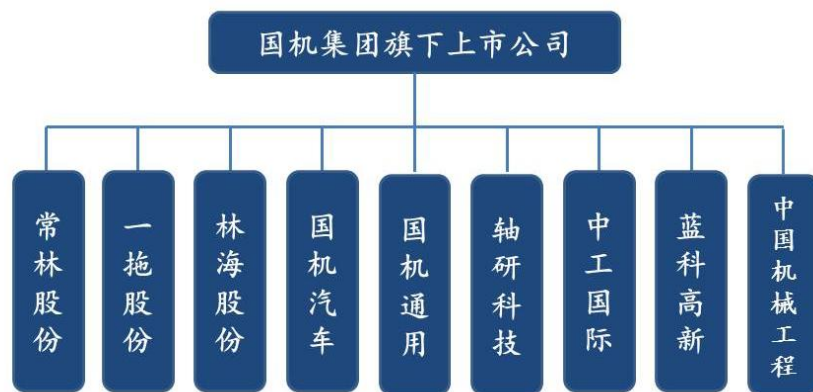 国机集团旗下上市公司
常林股份
一拖股份
林海股份
国机汽车
国机通用
轴研科技
中工国际
蓝科高新
中国机械工程